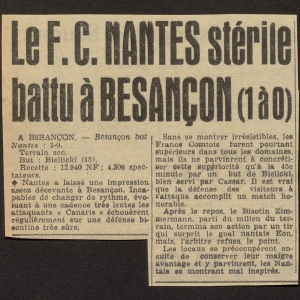 Le F.C. NANTES stérile
battu à BESANÇON (1 à 0)
A BESANÇON. — Besançon bat
Nantes : 1-0.
Terrain sec.
But : Bielicki (45).
Recette : 12.940 NF ; 4.206 spec-
tateurs.
♦ Nantes a laissé une impression
assez décevante à Besançon. Inca-
pables de changer de rythme, évo-
luant à une cadence très lente les
attaquants « Canaris » échouèrent
régulièrement sur une défense bi-
sontine très sûre.
Sans se montrer irrésistibles, les
Francs Comtois furent pourtant
supérieurs dans tous les domaines,
mais ils ne parvinrent à concréti-
ser cette supériorité qu'à la 45e
minute par un but de Bielicki,
bien servi par Cassar. Il est vrai
que la défense des visiteurs à
l'attaque accomplit un match ho-
norable.
Après le repos, le Bisontin Zim-
mermann, parti du milieu du ter-
rain, termina son action par un tir
qui surprit le goal nantais Eon,
mais, l'arbitre refusa le point.
Les locaux se préoccupèrent en-
suite de conserver leur maigre
avantage et y parvinrent, les Nan-
tais se montrant mal inspirés.